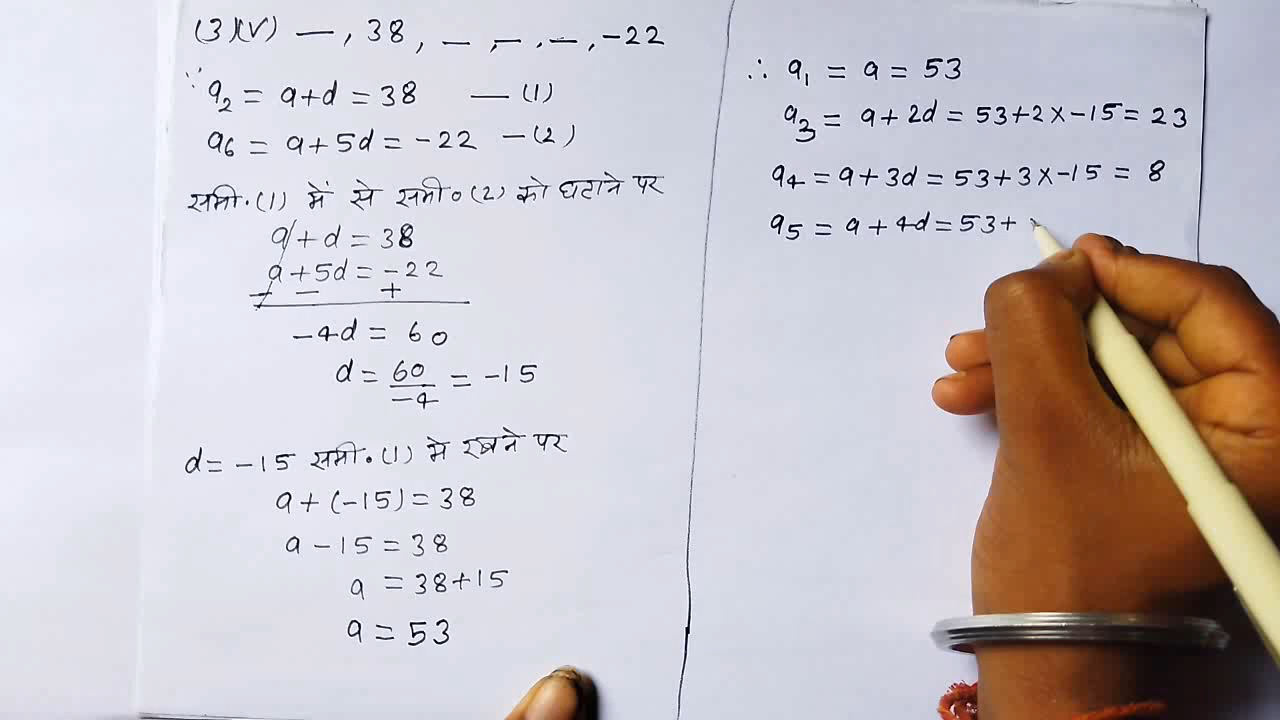 (3)(V) —, 38, —, —, —, -22
∵ a₂ = a+d = 38 — (1)
a₆ = a+5d = -22 — (2)
समी.(1) में से समी०(2) को घटाने पर
a + d = 38
a + 5d = -22
- - +
-4d = 60
d = 60/-4 = -15
d = -15 समी.(1) मे रखने पर
a + (-15) = 38
a - 15 = 38
a = 38+15
a = 53
∴ a₁ = a = 53
a₃ = a + 2d = 53+2×-15 = 23
a₄ = a + 3d = 53+3×-15 = 8
a₅ = a + 4d = 53+